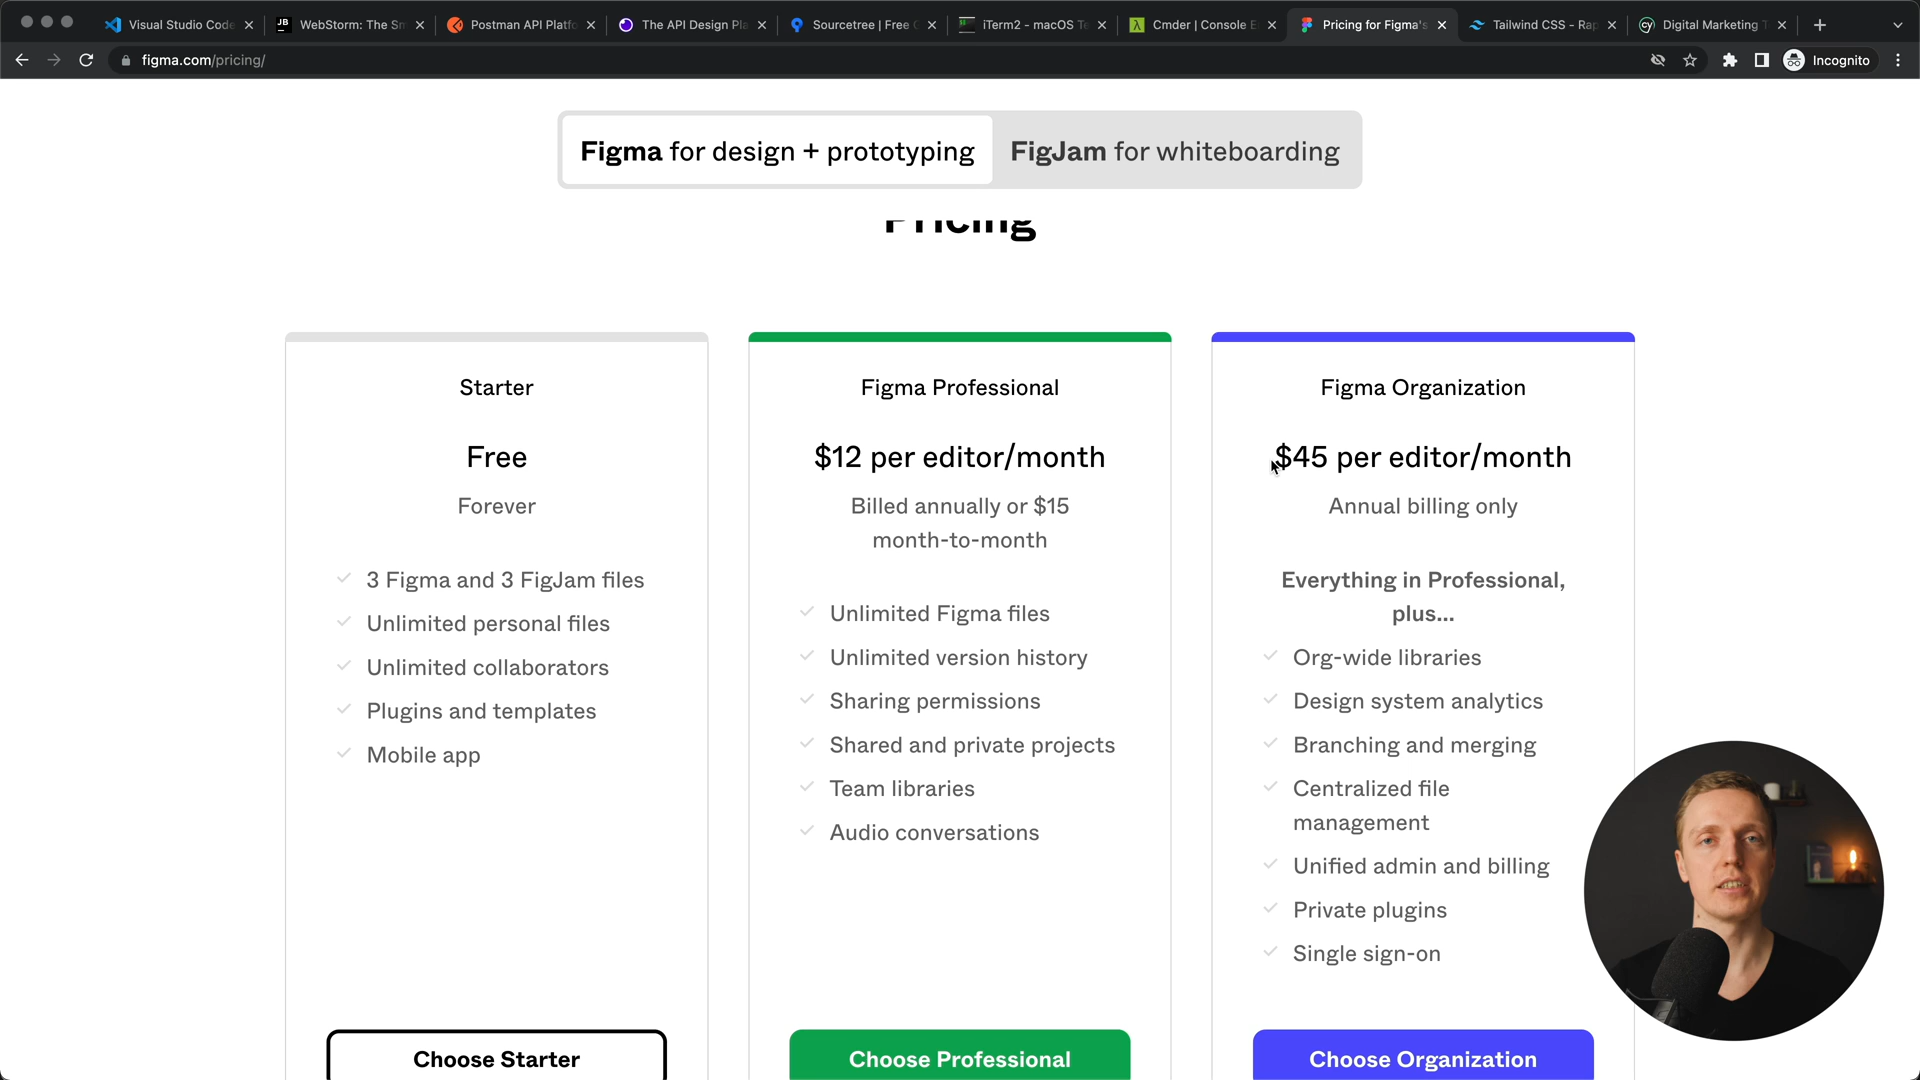 Visual Studio Code
WebStorm: The Sm
Postman API Platfo
The API Design Pla
Sourcetree | Free G
iTerm2 - macOS Te
Cmder | Console E
Pricing for Figma's
Tailwind CSS - Rap
Digital Marketing T
figma.com/pricing/
Incognito
Figma for design + prototyping
FigJam for whiteboarding
Pricing
Starter
Free
Forever
3 Figma and 3 FigJam files
Unlimited personal files
Unlimited collaborators
Plugins and templates
Mobile app
Choose Starter
Figma Professional
$12 per editor/month
Billed annually or $15
month-to-month
Unlimited Figma files
Unlimited version history
Sharing permissions
Shared and private projects
Team libraries
Audio conversations
Choose Professional
Figma Organization
$45 per editor/month
Annual billing only
Everything in Professional,
plus...
Org-wide libraries
Design system analytics
Branching and merging
Centralized file
management
Unified admin and billing
Private plugins
Single sign-on
Choose Organization